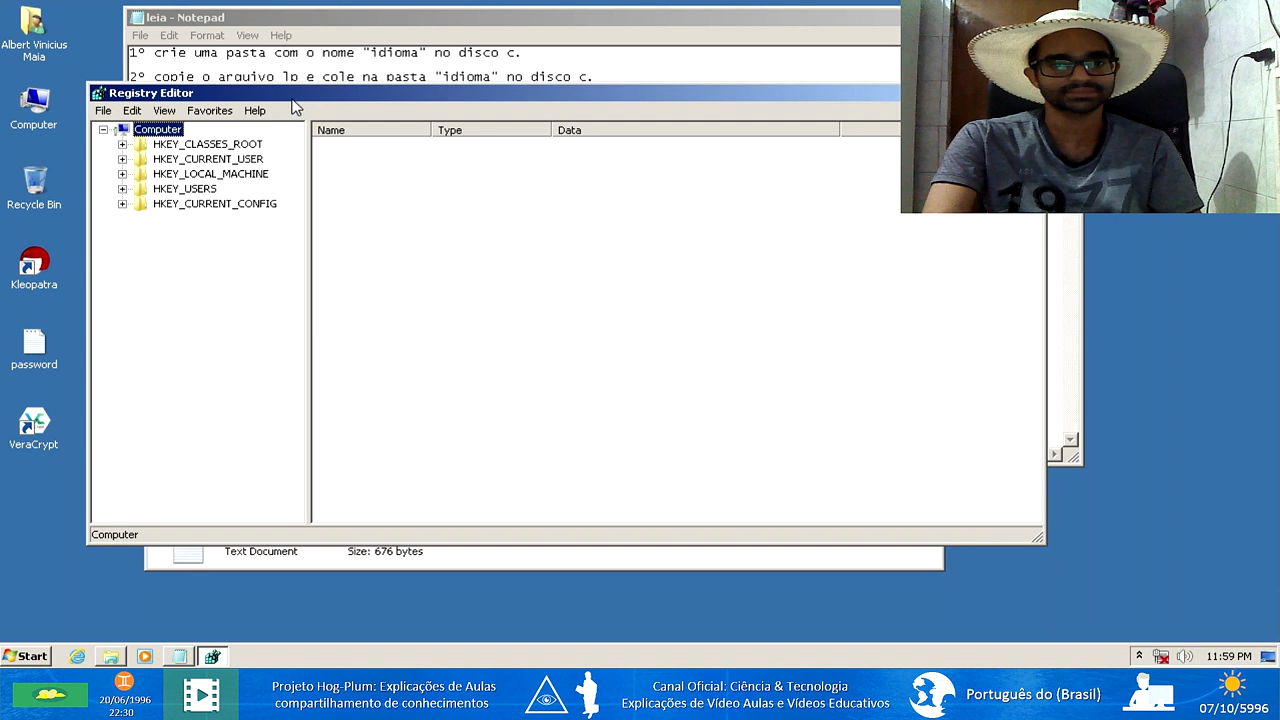 Albert Vinicius
Maia
Computer
Recycle Bin
Kleopatra
password
VeraCrypt
leia - Notepad
File Edit Format View Help
1º crie uma pasta com o nome "idioma" no disco c.
2º copie o arquivo lp e cole na pasta "idioma" no disco c.
Registry Editor
File Edit View Favorites Help
Computer
HKEY_CLASSES_ROOT
HKEY_CURRENT_USER
HKEY_LOCAL_MACHINE
HKEY_USERS
HKEY_CURRENT_CONFIG
Name Type Data
Computer
Text Document Size: 676 bytes
1977
Start
11:59 PM
20/06/1996
22:30
Projeto Hog-Plum: Explicações de Aulas
compartilhamento de conhecimentos
Canal Oficial: Ciência & Tecnologia
Explicações de Vídeo Aulas e Vídeos Educativos
Português do (Brasil)
07/10/5996